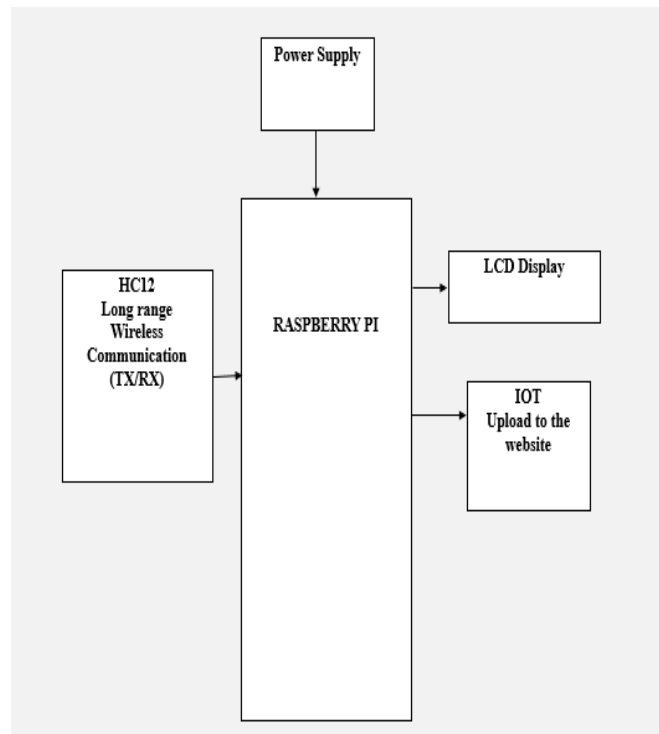 Power Supply
HC12
Long range
Wireless
Communication
(TX/RX)
RASPBERRY PI
LCD Display
IOT
Upload to the
website